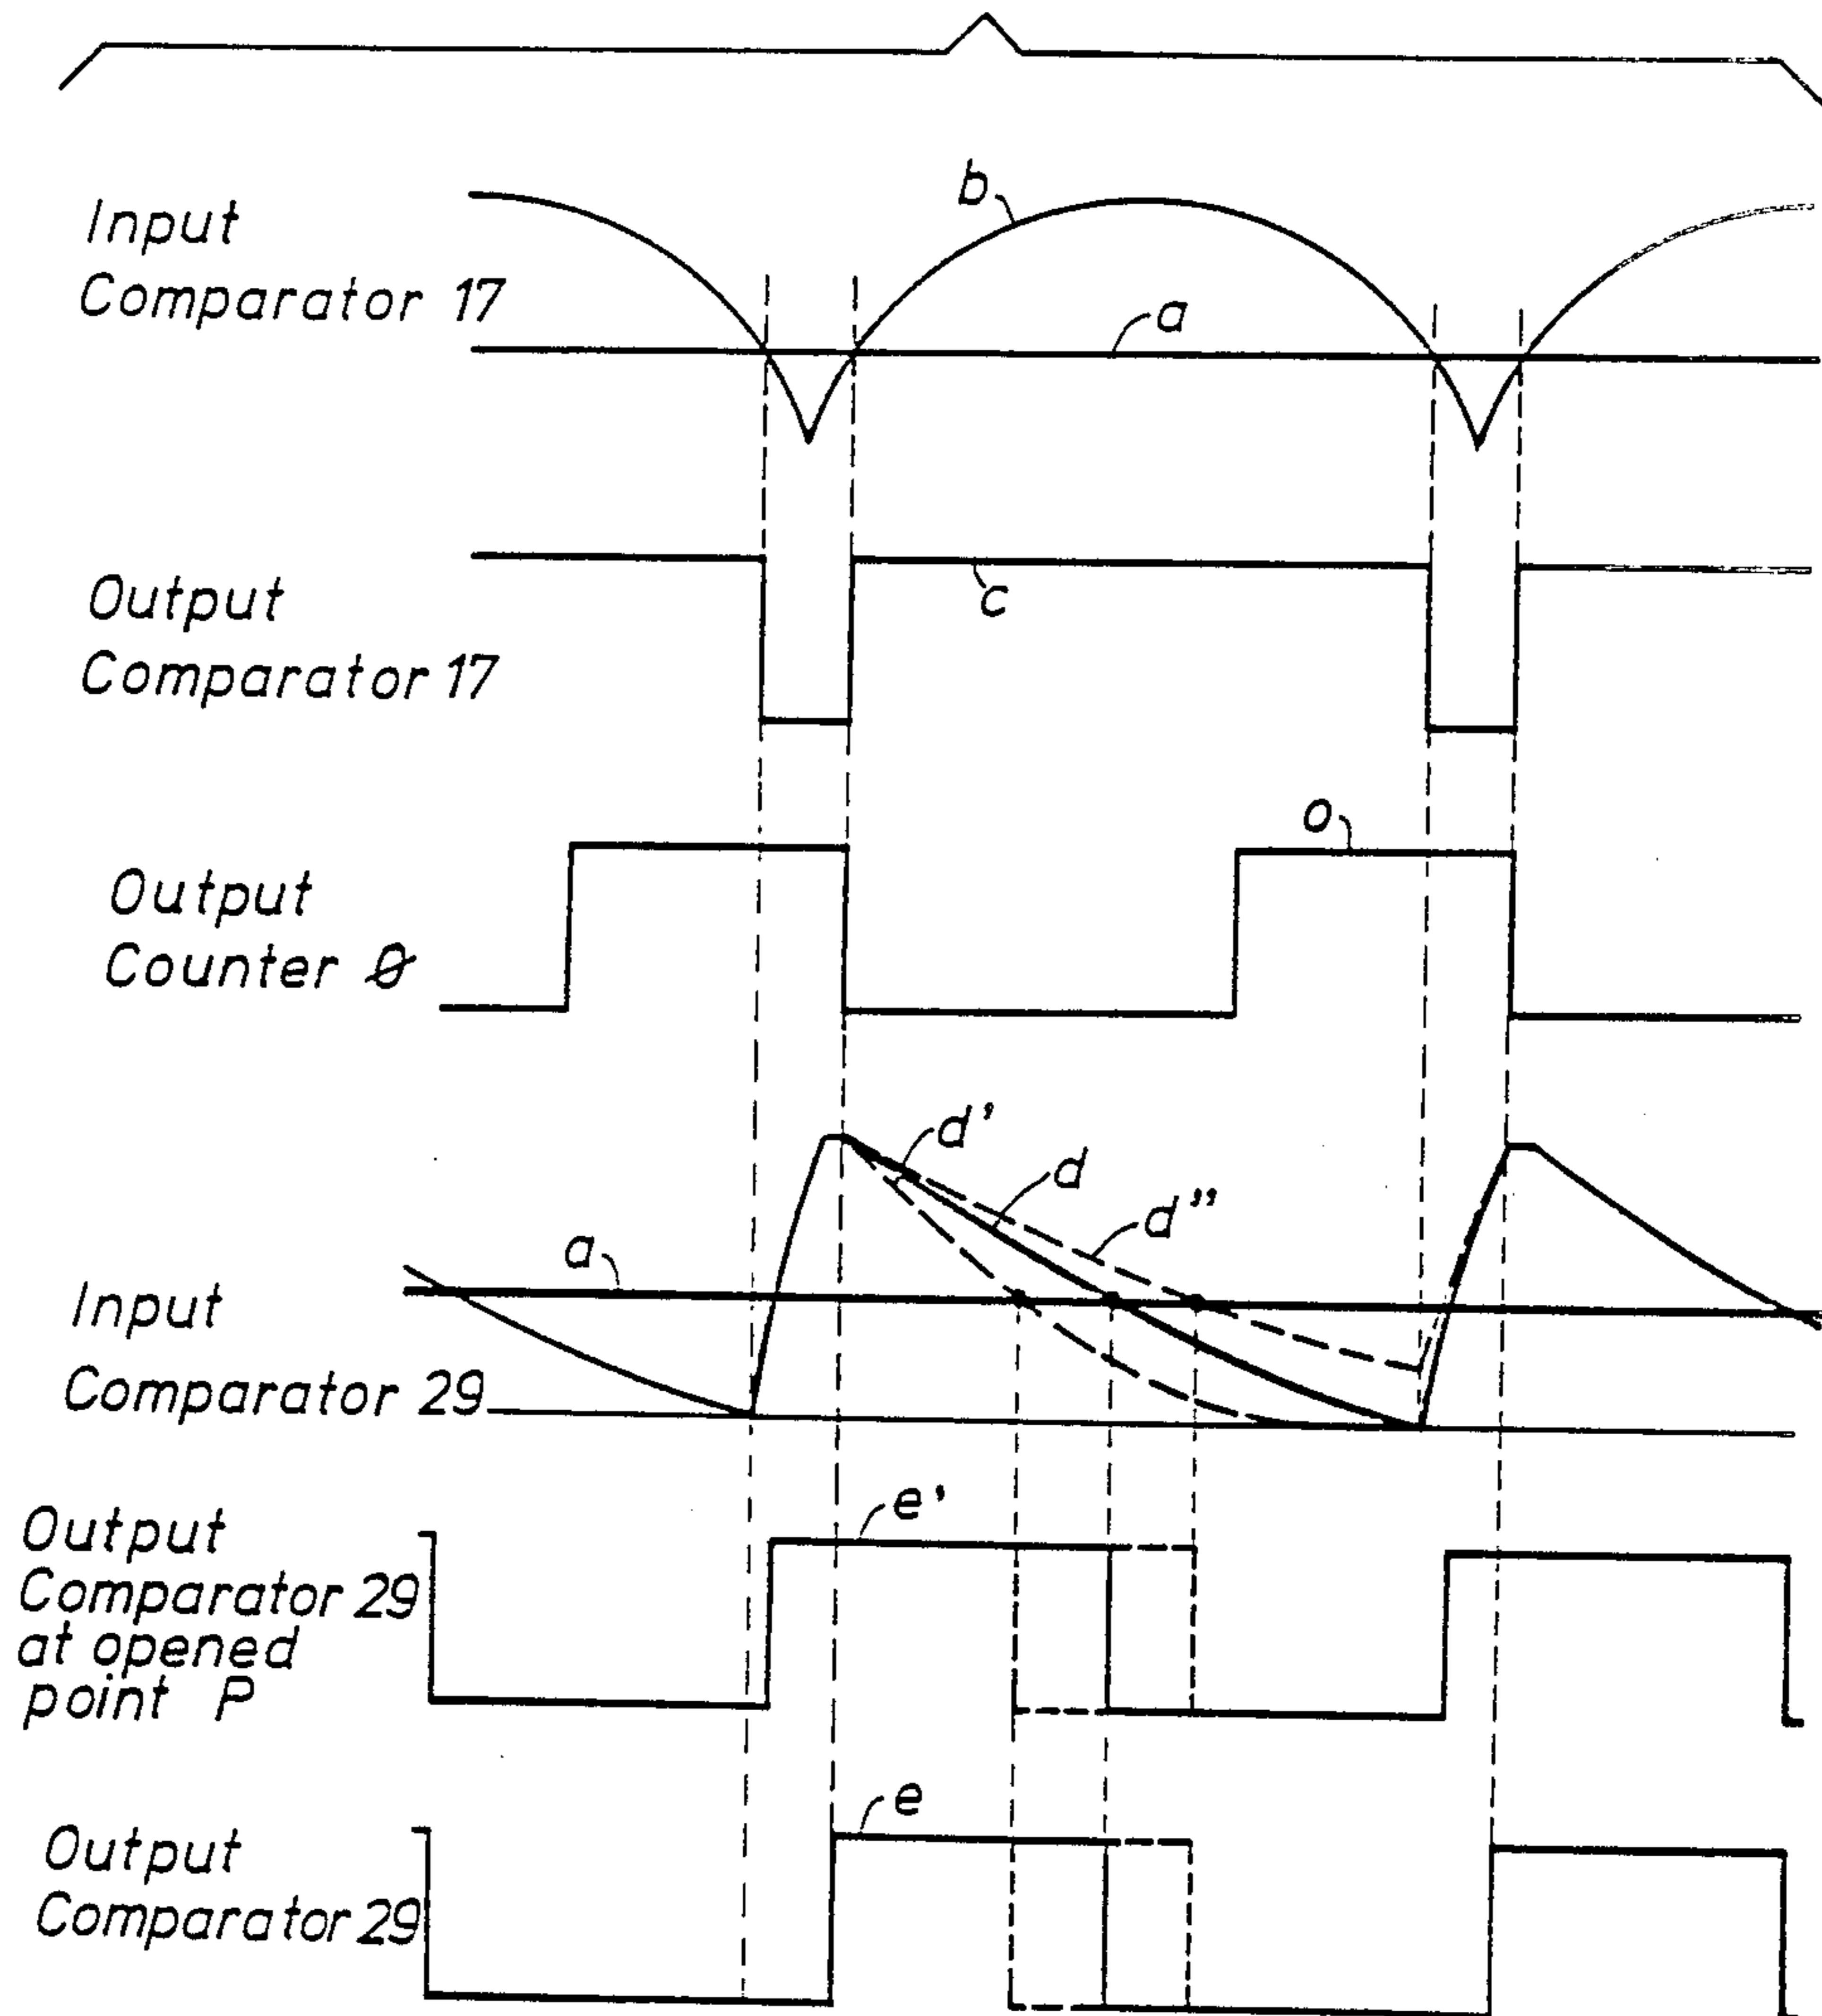 b
Input
Comparator 17
a
Output
Comparator 17
c
o
Output
Counter θ
d'
d
d"
a
Input
Comparator 29
Output
Comparator 29
at opened
point P
e'
e
Output
Comparator 29